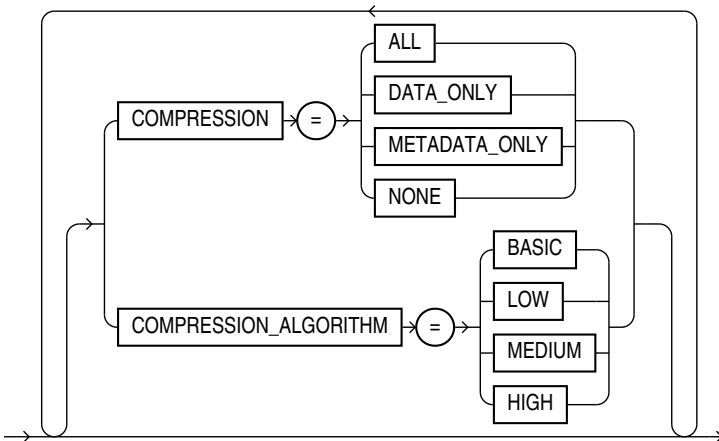 ALL
DATA_ONLY
COMPRESSION =
METADATA_ONLY
NONE
BASIC
LOW
COMPRESSION_ALGORITHM =
MEDIUM
HIGH